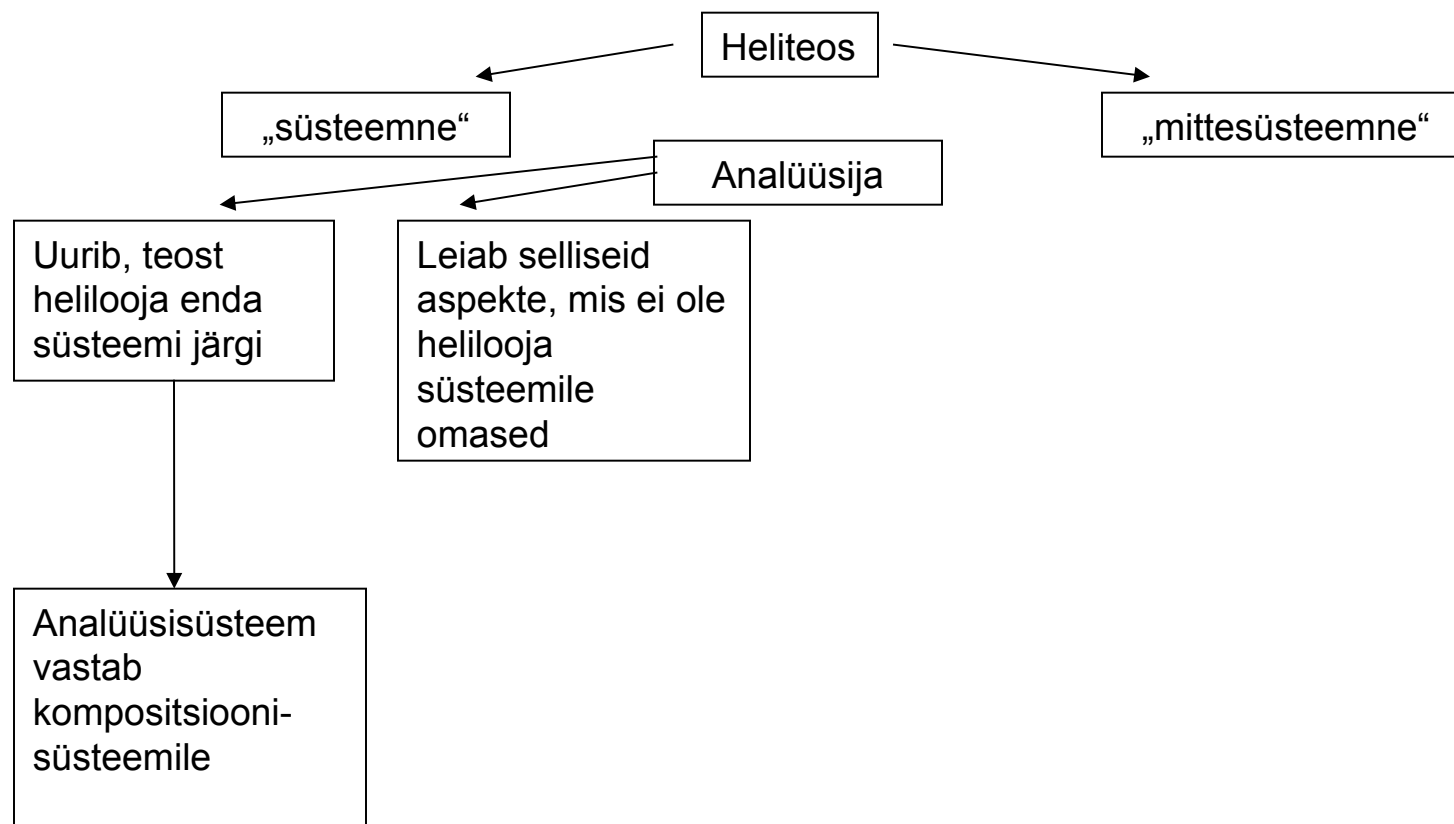 Heliteos
„süsteemne“
„mittesüsteemne“
Analüüsija
Uurib, teost
helilooja enda
süsteemi järgi
Leiab selliseid
aspekte, mis ei ole
helilooja
süsteemile
omased
Analüüsisüsteem
vastab
kompositsiooni-
süsteemile